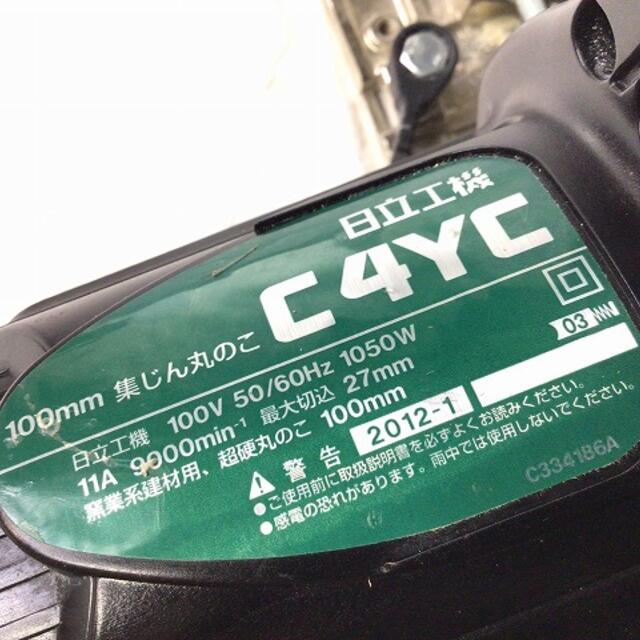 日立工機
C4YC
100mm 集じん丸のこ
日立工機 100V 50/60Hz 1050W
11A 9000min⁻¹ 最大切込 27mm
窯業系建材用、超硬丸のこ 100mm
03
2012-1
警告
●ご使用前に取扱説明書を必ずよくお読みください。
●感電の恐れがあります。雨中では使用しないでください。
C334186A